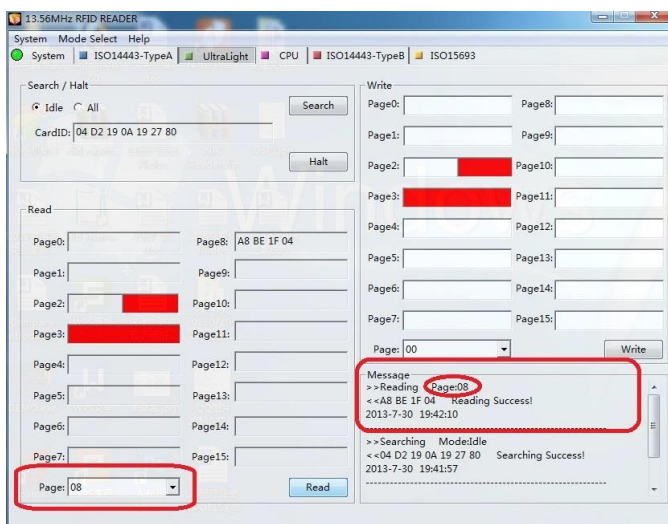 13.56MHz RFID READER
System Mode Select Help
System ISO14443-TypeA UltraLight CPU ISO14443-TypeB ISO15693
Search / Halt
Idle All
Search
CardID: 04 D2 19 0A 19 27 80
Halt
Read
Page0:
Page8: A8 BE 1F 04
Page1:
Page9:
Page2:
Page10:
Page3:
Page11:
Page4:
Page12:
Page5:
Page13:
Page6:
Page14:
Page7:
Page15:
Page: 08
Read
Write
Page0:
Page8:
Page1:
Page9:
Page2:
Page10:
Page3:
Page11:
Page4:
Page12:
Page5:
Page13:
Page6:
Page14:
Page7:
Page15:
Page: 00
Write
Message
>>Reading Page:08
<<A8 BE 1F 04 Reading Success!
2013-7-30 19:42:10
>>Searching Mode:Idle
<<04 D2 19 0A 19 27 80 Searching Success!
2013-7-30 19:41:57
Windows